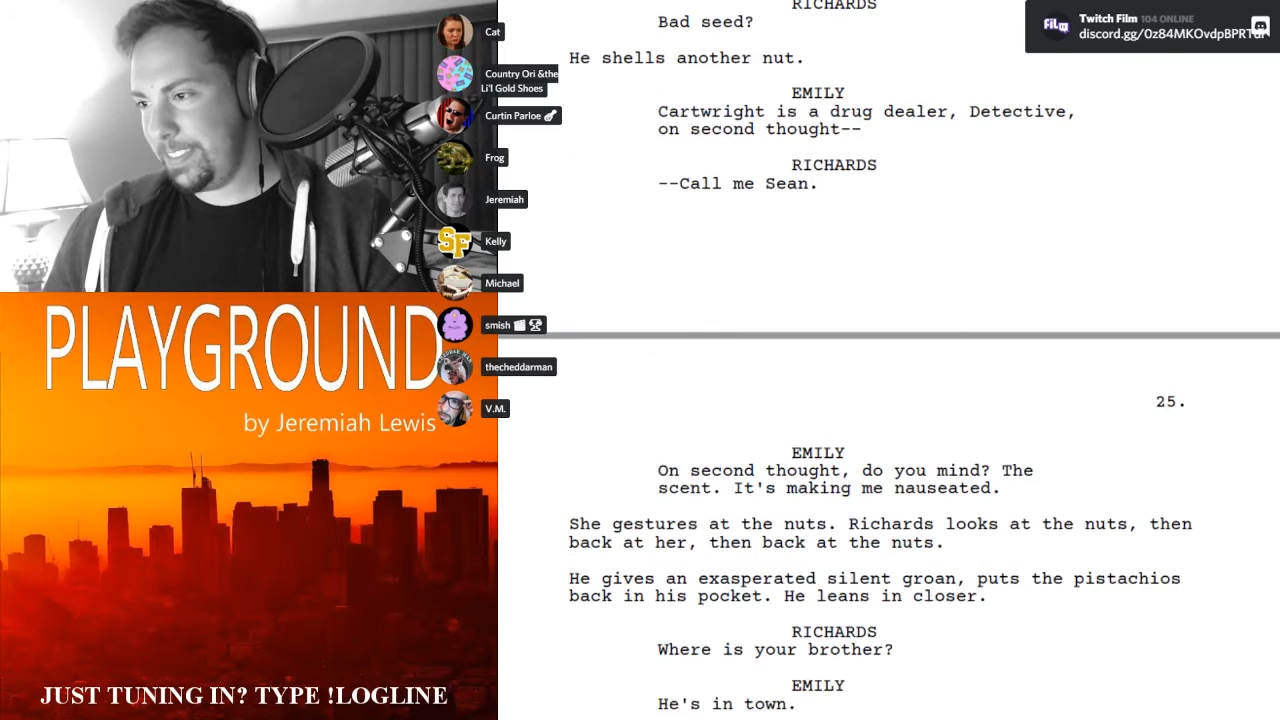 Cat
Country Ori &the
Li'l Gold Shoes
Curtin Parloe
Frog
Jeremiah
Kelly
Michael
smish
thecheddarman
V.M.
SF
PLAYGROUND
by Jeremiah Lewis
JUST TUNING IN? TYPE !LOGLINE
Film
Twitch Film 104 ONLINE
RICHARDS
Bad seed?
He shells another nut.
EMILY
Cartwright is a drug dealer, Detective,
on second thought--
RICHARDS
--Call me Sean.
25.
EMILY
On second thought, do you mind? The
scent. It's making me nauseated.
She gestures at the nuts. Richards looks at the nuts, then
back at her, then back at the nuts.
He gives an exasperated silent groan, puts the pistachios
back in his pocket. He leans in closer.
RICHARDS
Where is your brother?
EMILY
He's in town.